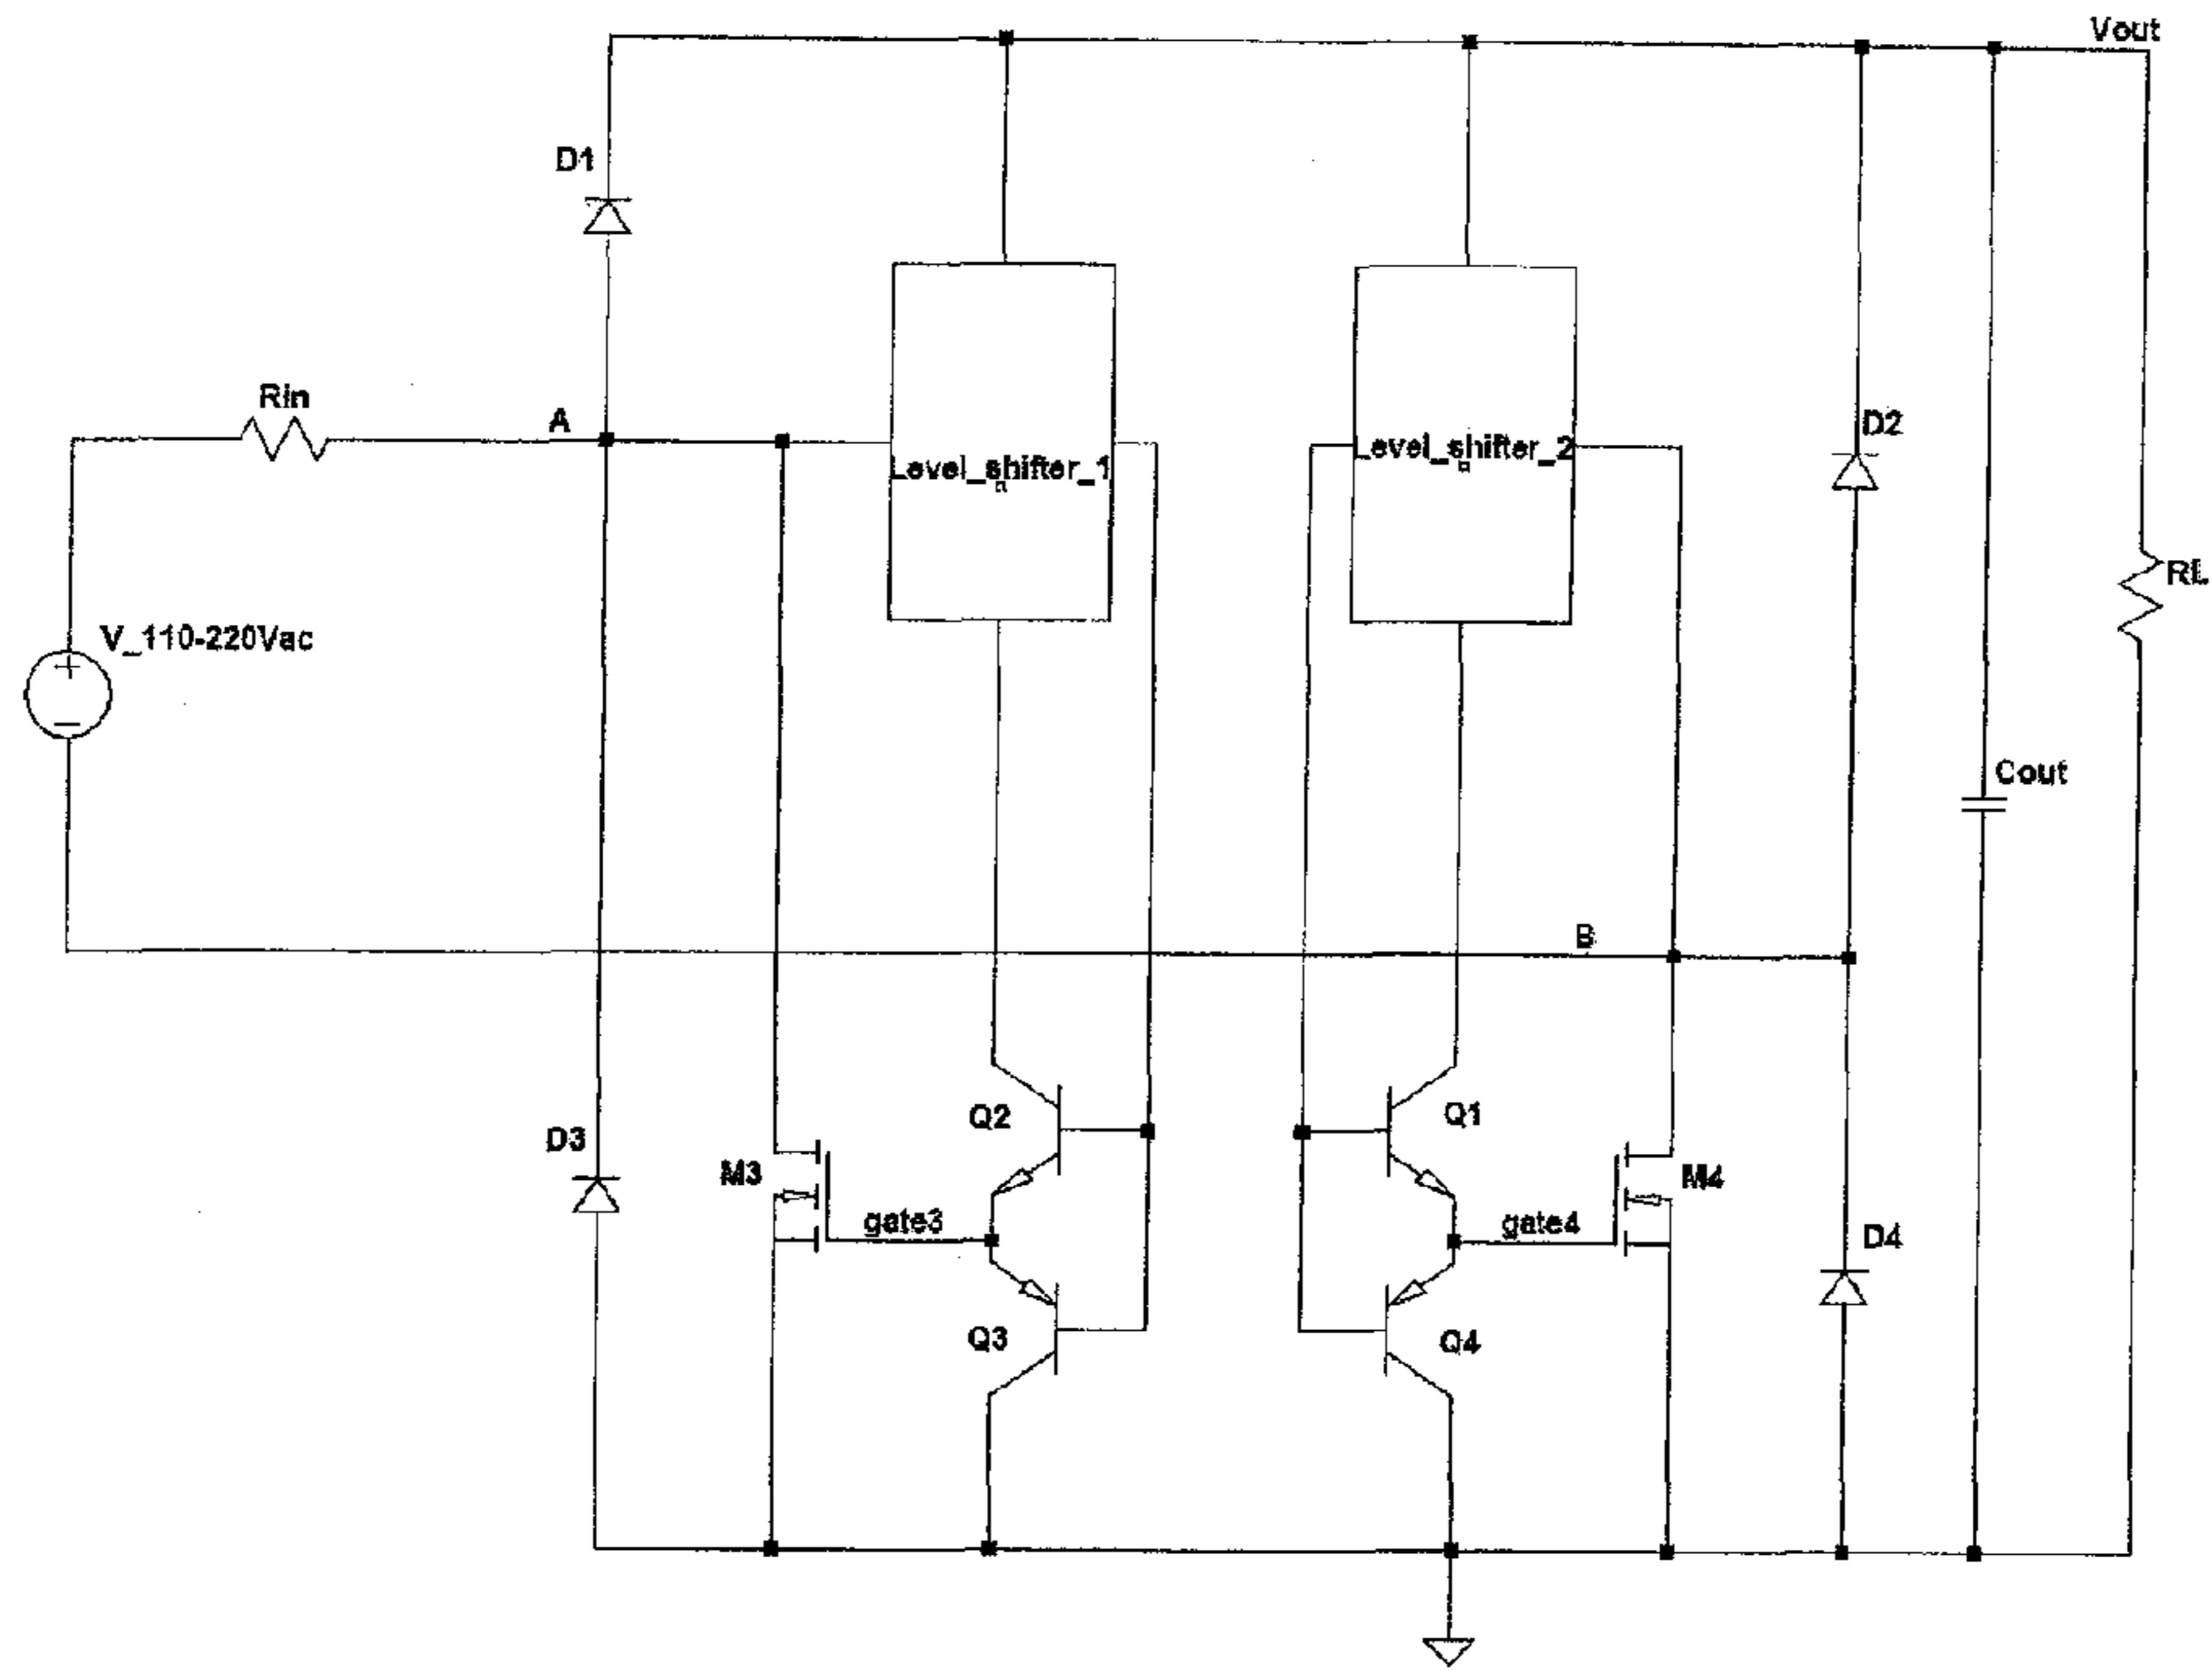 Vout
D1
Rin
A
D2
Level_shifter_1
Level_shifter_2
RL
V_110-220Vac
Cout
B
Q2
Q1
D3
M3
M4
gate3
gate4
D4
Q3
Q4